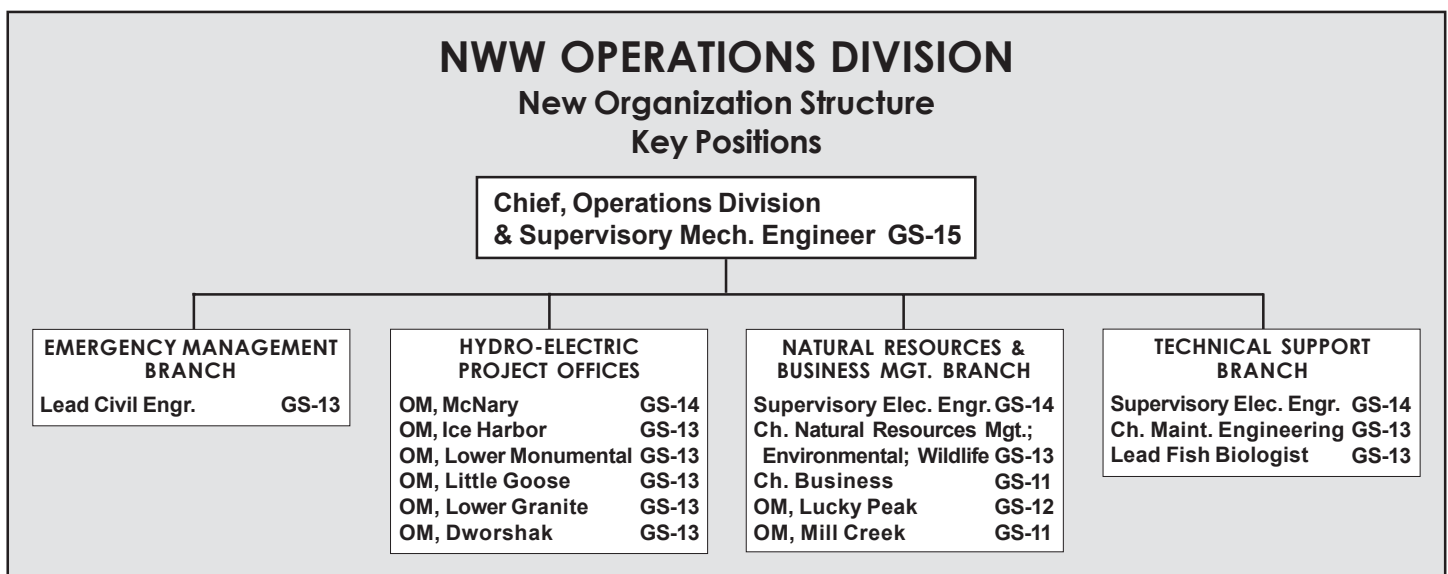 NWW OPERATIONS DIVISION
New Organization Structure
Key Positions
Chief, Operations Division
& Supervisory Mech. Engineer GS-15
EMERGENCY MANAGEMENT
BRANCH
Lead Civil Engr. GS-13
HYDRO-ELECTRIC
PROJECT OFFICES
OM, McNary GS-14
OM, Ice Harbor GS-13
OM, Lower Monumental GS-13
OM, Little Goose GS-13
OM, Lower Granite GS-13
OM, Dworshak GS-13
NATURAL RESOURCES &
BUSINESS MGT. BRANCH
Supervisory Elec. Engr. GS-14
Ch. Natural Resources Mgt.;
Environmental; Wildlife GS-13
Ch. Business GS-11
OM, Lucky Peak GS-12
OM, Mill Creek GS-11
TECHNICAL SUPPORT
BRANCH
Supervisory Elec. Engr. GS-14
Ch. Maint. Engineering GS-13
Lead Fish Biologist GS-13